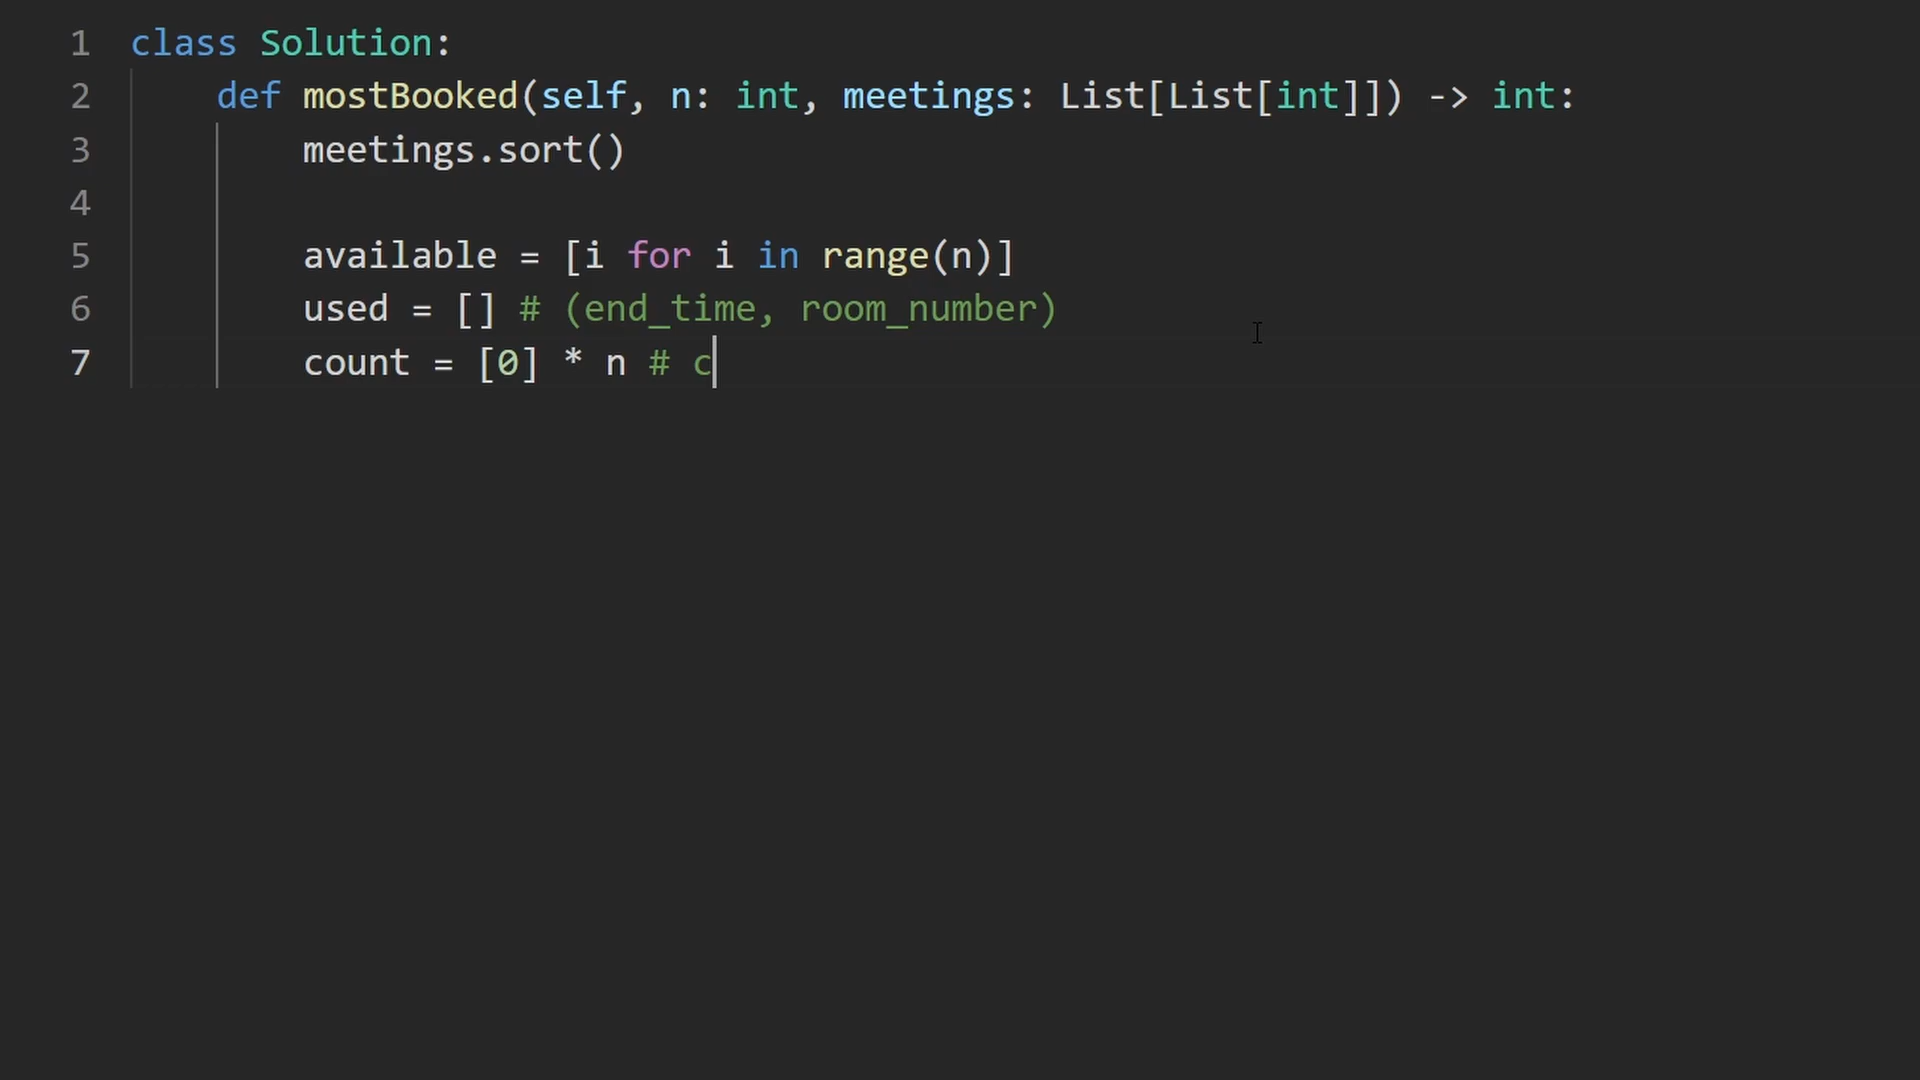 1 class Solution:
2 def mostBooked(self, n: int, meetings: List[List[int]]) -> int:
3 meetings.sort()
4
5 available = [i for i in range(n)]
6 used = [] # (end_time, room_number)
7 count = [0] * n # c